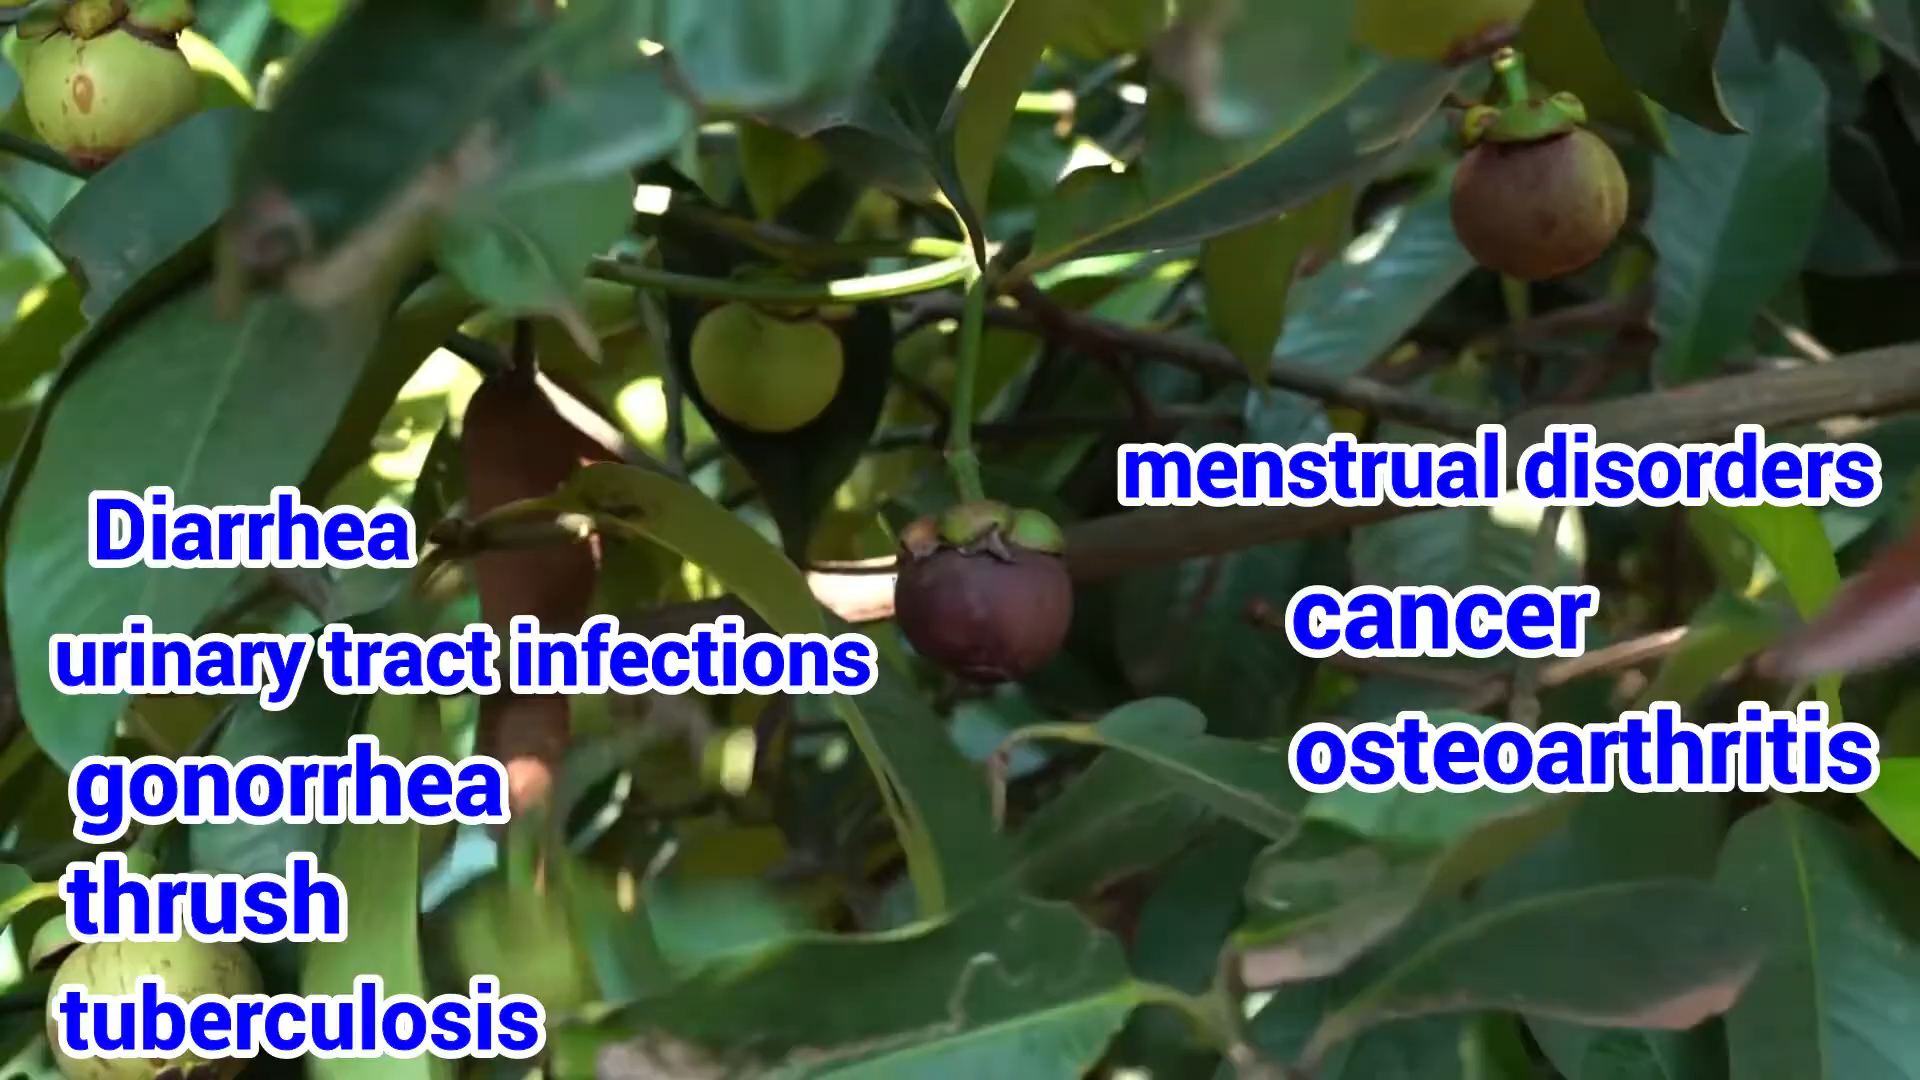 Diarrhea
urinary tract infections
gonorrhea
thrush
tuberculosis
menstrual disorders
cancer
osteoarthritis